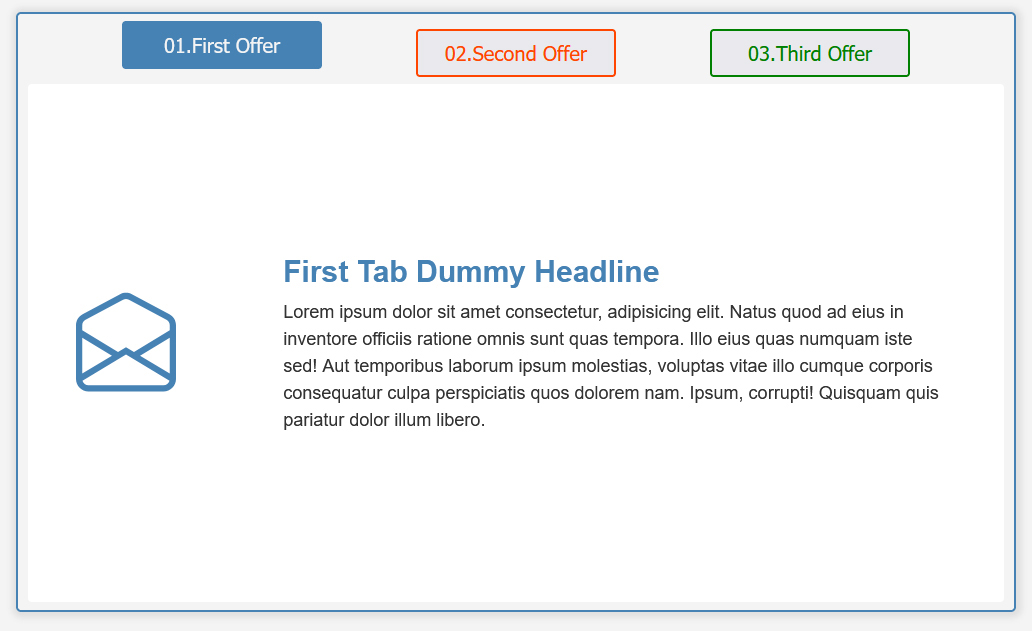 01.First Offer
02.Second Offer
03.Third Offer
First Tab Dummy Headline
Lorem ipsum dolor sit amet consectetur, adipisicing elit. Natus quod ad eius in
inventore officiis ratione omnis sunt quas tempora. Illo eius quas numquam iste
sed! Aut temporibus laborum ipsum molestias, voluptas vitae illo cumque corporis
consequatur culpa perspiciatis quos dolorem nam. Ipsum, corrupti! Quisquam quis
pariatur dolor illum libero.